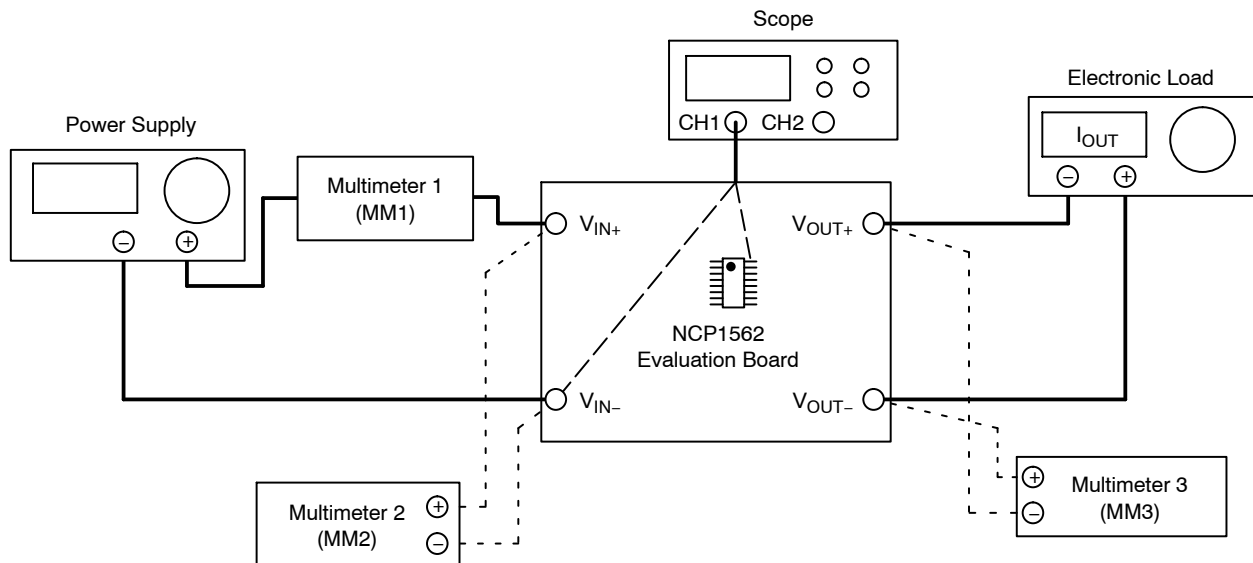 Scope
CH1 CH2
Electronic Load
I_OUT
− +
Power Supply
− +
Multimeter 1
(MM1)
V_IN+
V_OUT+
NCP1562
Evaluation Board
V_IN−
V_OUT−
Multimeter 2
(MM2)
+
−
Multimeter 3
(MM3)
+
−